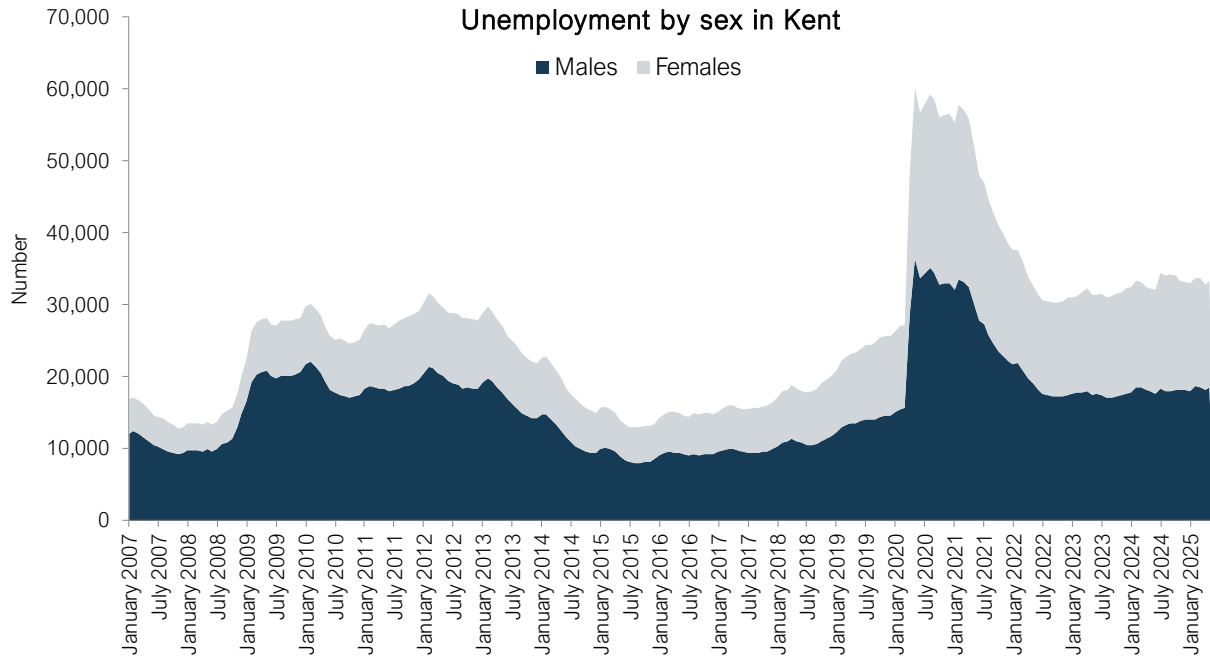 Unemployment by sex in Kent
Males Females
Number
70,000
60,000
50,000
40,000
30,000
20,000
10,000
0
January 2007
July 2007
January 2008
July 2008
January 2009
July 2009
January 2010
July 2010
January 2011
July 2011
January 2012
July 2012
January 2013
July 2013
January 2014
July 2014
January 2015
July 2015
January 2016
July 2016
January 2017
July 2017
January 2018
July 2018
January 2019
July 2019
January 2020
July 2020
January 2021
July 2021
January 2022
July 2022
January 2023
July 2023
January 2024
July 2024
January 2025